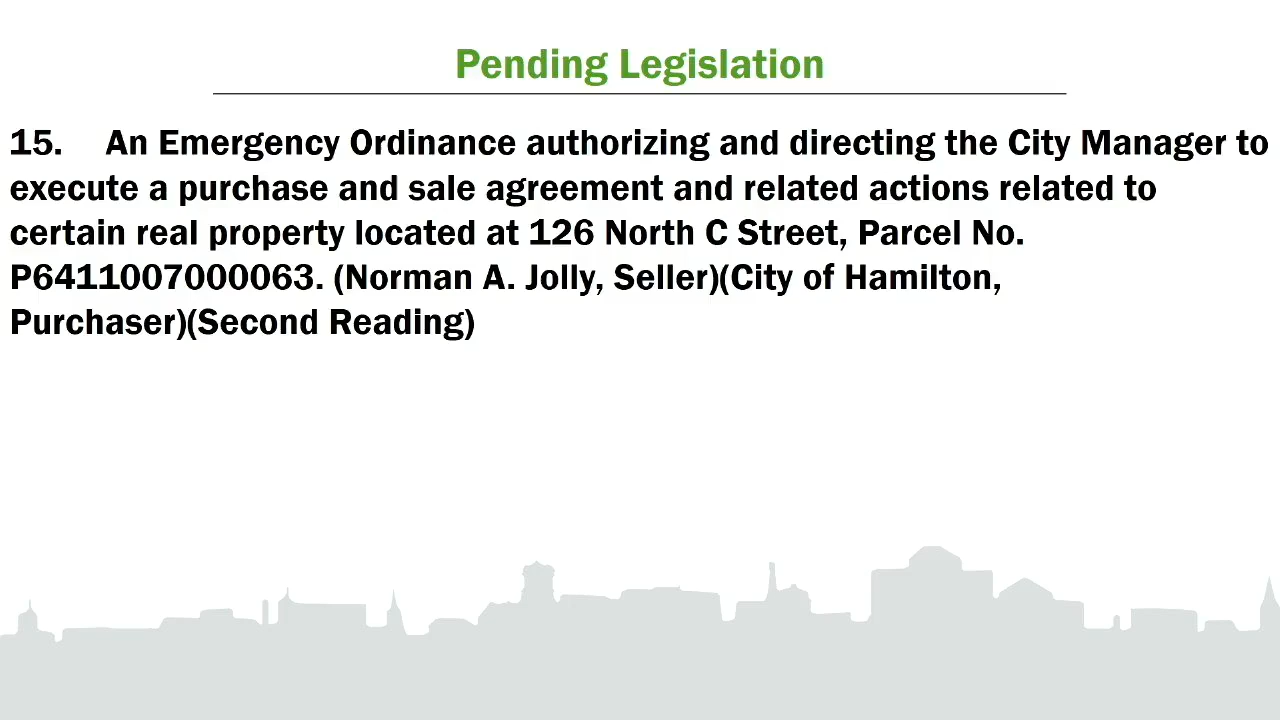 Pending Legislation
15. An Emergency Ordinance authorizing and directing the City Manager to
execute a purchase and sale agreement and related actions related to
certain real property located at 126 North C Street, Parcel No.
P6411007000063. (Norman A. Jolly, Seller)(City of Hamilton,
Purchaser)(Second Reading)